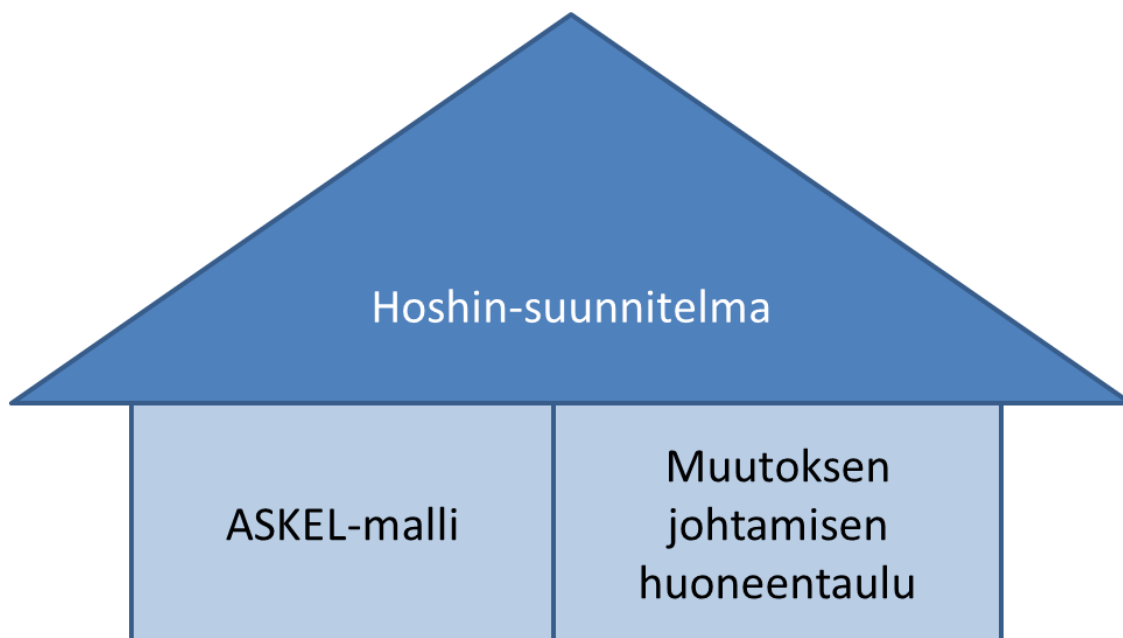 Hoshin-suunnitelma
ASKEL-malli
Muutoksen
johtamisen
huoneentaulu